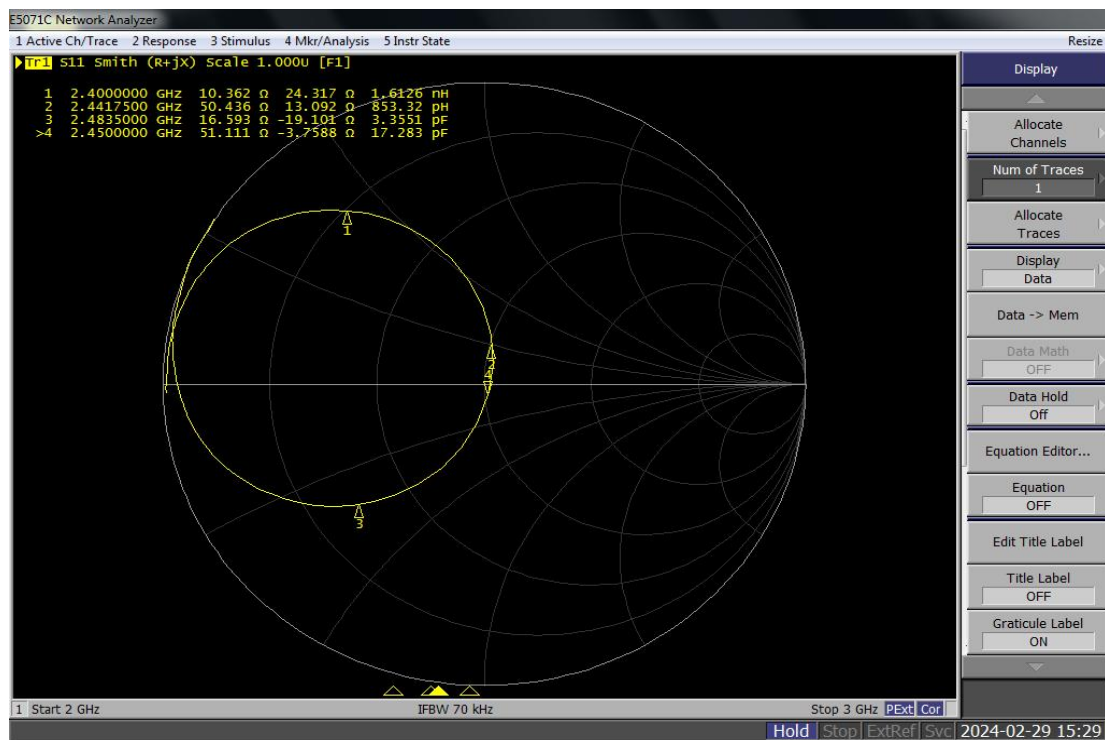 E5071C Network Analyzer
1 Active Ch/Trace 2 Response 3 Stimulus 4 Mkr/Analysis 5 Instr State Resize
Tr1 S11 Smith (R+jX) Scale 1.000U [F1]
1 2.4000000 GHz 10.362 Ω 24.317 Ω 1.6126 nH
2 2.4417500 GHz 50.436 Ω 13.092 Ω 853.32 pH
3 2.4835000 GHz 16.593 Ω -19.101 Ω 3.3551 pF
>4 2.4500000 GHz 51.111 Ω -3.7588 Ω 17.283 pF
1
2
3
Display
Allocate
Channels
Num of Traces
1
Allocate
Traces
Display
Data
Data -> Mem
Data Math
OFF
Data Hold
Off
Equation Editor...
Equation
OFF
Edit Title Label
Title Label
OFF
Graticule Label
ON
1 Start 2 GHz IFBW 70 kHz Stop 3 GHz PExt Cor
Hold Stop ExtRef Svc 2024-02-29 15:29